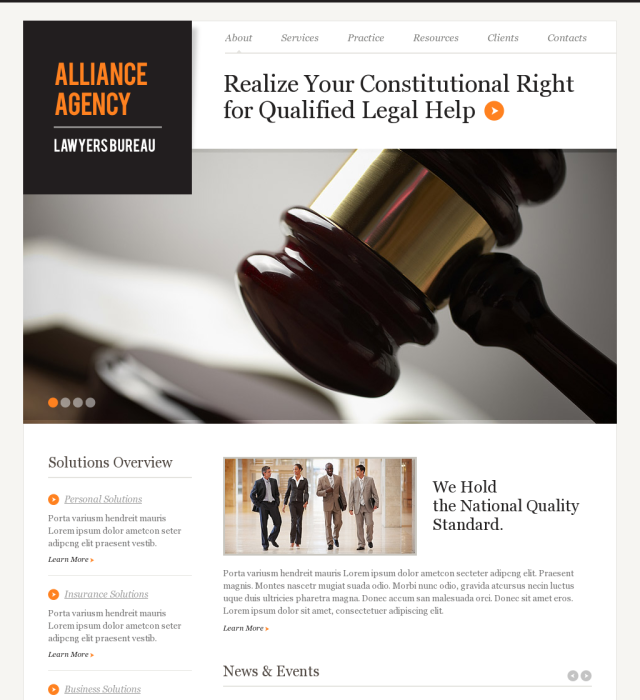 ALLIANCE
AGENCY
LAWYERS BUREAU
About Services Practice Resources Clients Contacts
Realize Your Constitutional Right
for Qualified Legal Help
Solutions Overview
Personal Solutions
Porta variusm hendreit mauris
Lorem ipsum dolor ametcon seter
adipcng elit praesent vestib.
Learn More
Insurance Solutions
Porta variusm hendreit mauris
Lorem ipsum dolor ametcon seter
adipcng elit praesent vestib.
Learn More
Business Solutions
We Hold
the National Quality
Standard.
Porta variusm hendreit mauris Lorem ipsum dolor ametcon secteter adipcng elit. Praesent
magnis. Montes nascetr mugiat suada odio. Morbi nunc odio, gravida atcursus necin luctus
uque duis ultricies pharetra magna. Donec accum san malesuada orci. Donec sit amet eros.
Lorem ipsum dolor sit amet, consectetuer adipiscing elit.
Learn More
News & Events